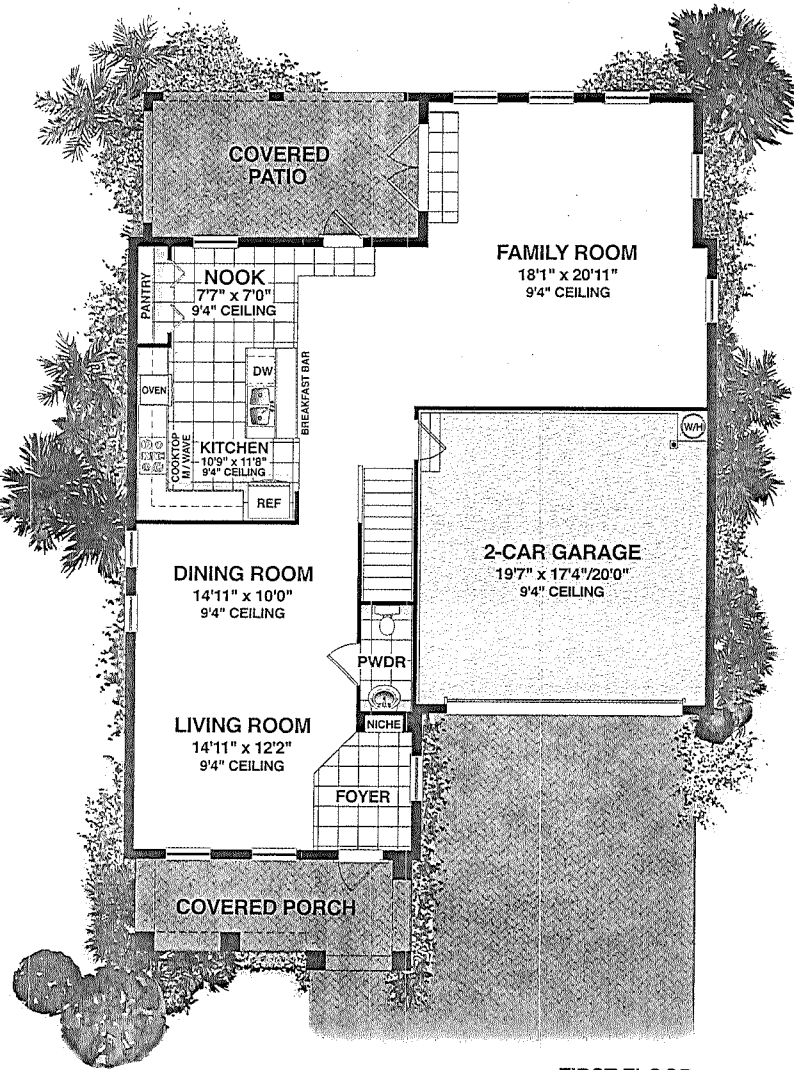 COVERED
PATIO
FAMILY ROOM
18'1" x 20'11"
9'4" CEILING
NOOK
7'7" x 7'0"
9'4" CEILING
PANTRY
OVEN
DW
BREAKFAST BAR
COOKTOP
M / WAVE
KITCHEN
10'9" x 11'8"
9'4" CEILING
REF
W/H
2-CAR GARAGE
19'7" x 17'4"/20'0"
9'4" CEILING
DINING ROOM
14'11" x 10'0"
9'4" CEILING
PWDR
NICHE
LIVING ROOM
14'11" x 12'2"
9'4" CEILING
FOYER
COVERED PORCH